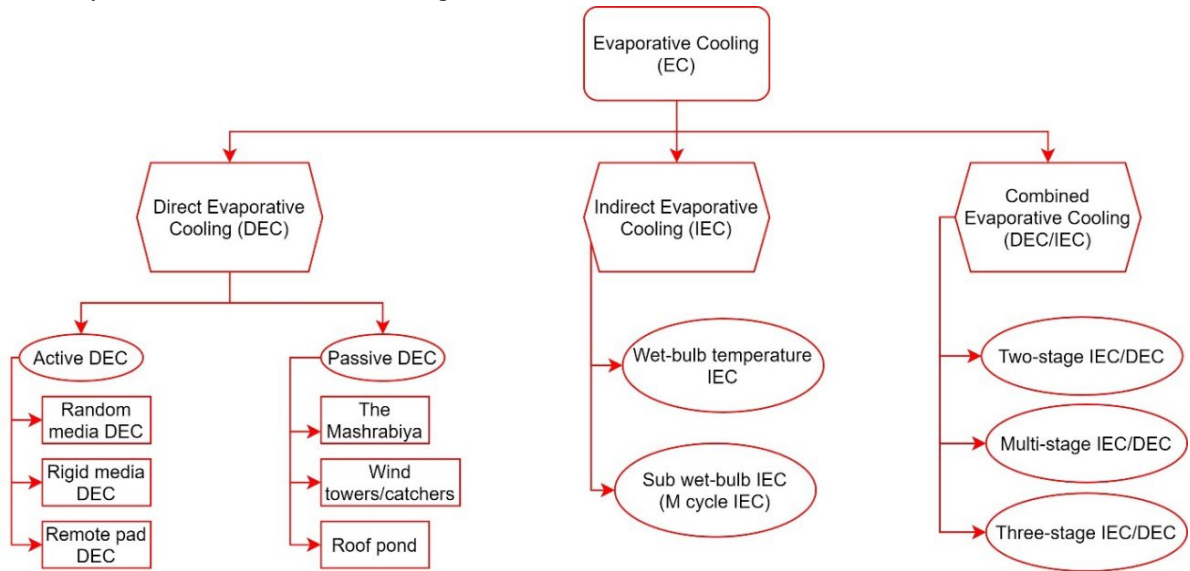 Evaporative Cooling
(EC)
Direct Evaporative
Cooling (DEC)
Indirect Evaporative
Cooling (IEC)
Combined
Evaporative Cooling
(DEC/IEC)
Active DEC
Random
media DEC
Rigid media
DEC
Remote pad
DEC
Passive DEC
The
Mashrabiya
Wind
towers/catchers
Roof pond
Wet-bulb temperature
IEC
Sub wet-bulb IEC
(M cycle IEC)
Two-stage IEC/DEC
Multi-stage IEC/DEC
Three-stage IEC/DEC